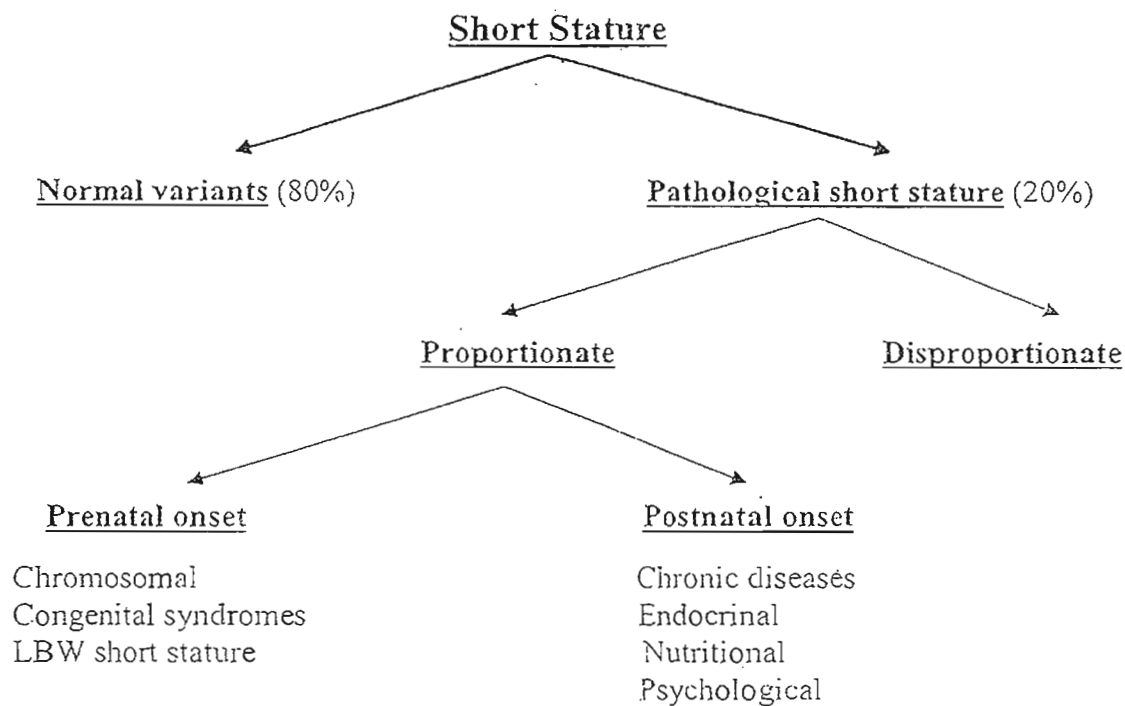 Short Stature
Normal variants (80%)
Pathological short stature (20%)
Proportionate
Disproportionate
Prenatal onset
Chromosomal
Congenital syndromes
LBW short stature
Postnatal onset
Chronic diseases
Endocrinal
Nutritional
Psychological